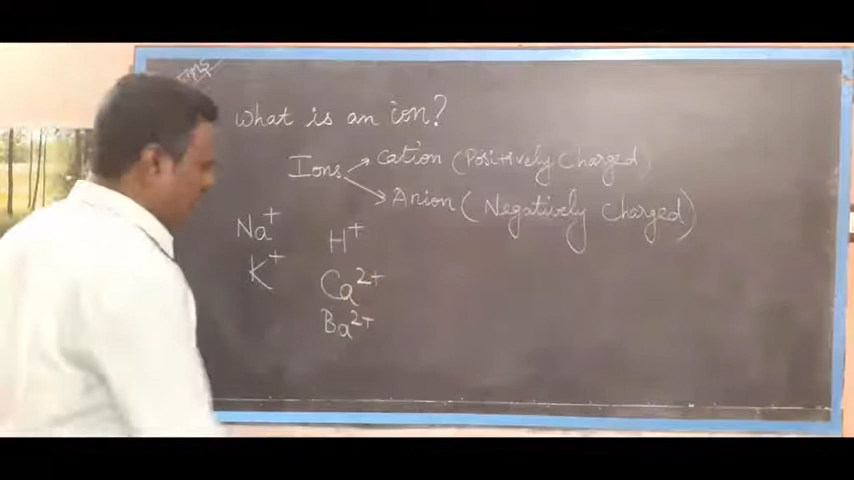 What is an ion?
Ions
Cation (Positively Charged)
Anion (Negatively Charged)
Na⁺ H⁺
K⁺ Ca²⁺
Ba²⁺